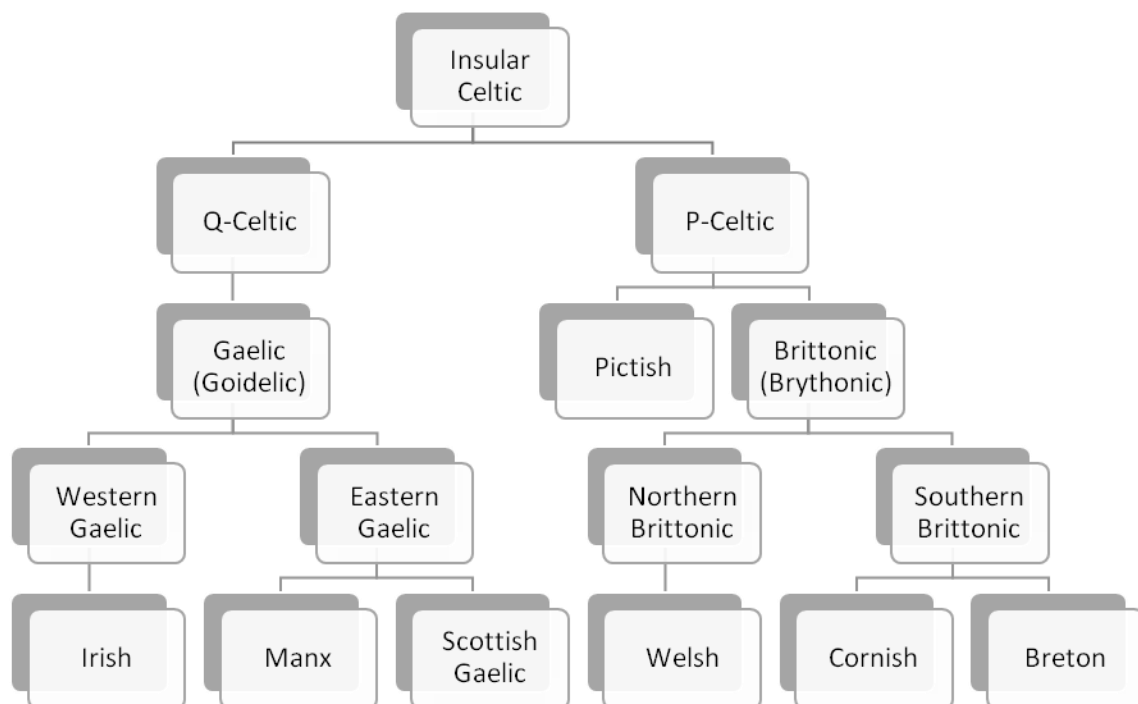 Insular
Celtic
Q-Celtic
P-Celtic
Gaelic
(Goidelic)
Pictish
Brittonic
(Brythonic)
Western
Gaelic
Eastern
Gaelic
Northern
Brittonic
Southern
Brittonic
Irish
Manx
Scottish
Gaelic
Welsh
Cornish
Breton